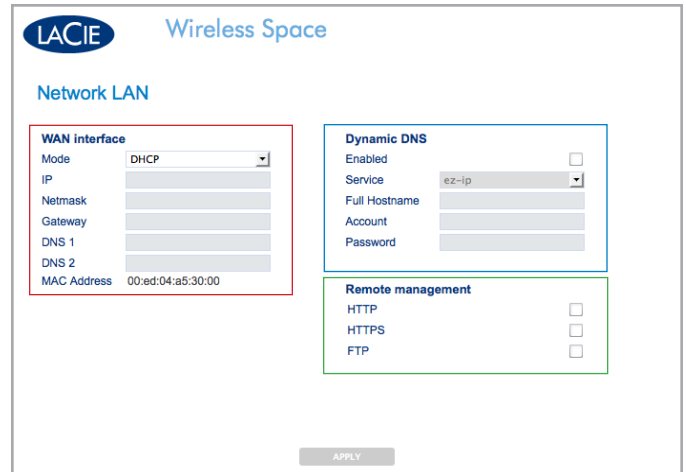 LACIE
Wireless Space
Network LAN
WAN interface
Mode DHCP
IP
Netmask
Gateway
DNS 1
DNS 2
MAC Address 00:ed:04:a5:30:00
Dynamic DNS
Enabled
Service ez-ip
Full Hostname
Account
Password
Remote management
HTTP
HTTPS
FTP
APPLY